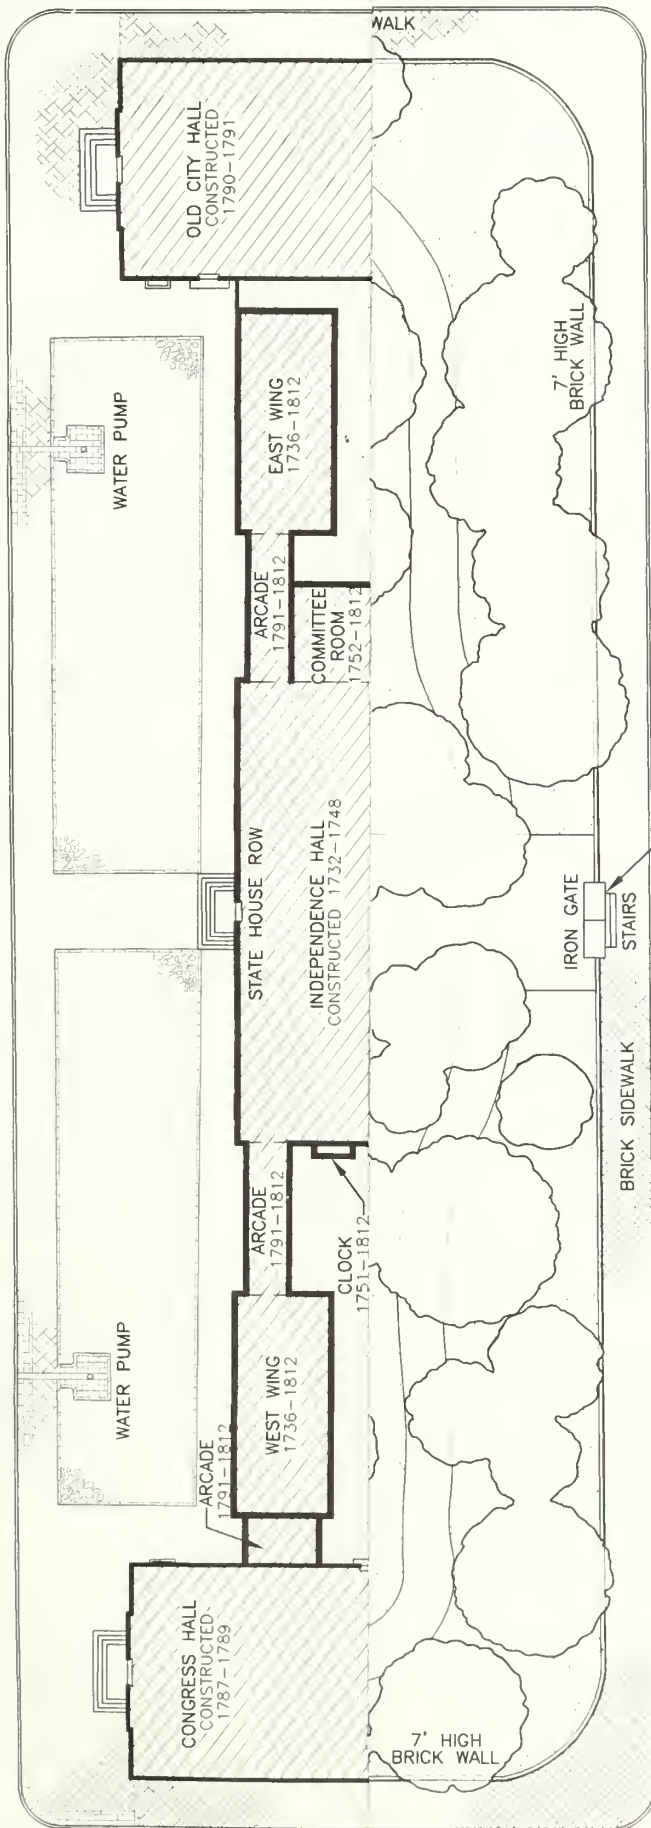 WALK
OLD CITY HALL
CONSTRUCTED
1790-1791
7' HIGH
BRICK WALL
WATER PUMP
EAST WING
1736-1812
ARCADE
1791-1812
COMMITTEE
ROOM
1752-1812
STATE HOUSE ROW
INDEPENDENCE HALL
CONSTRUCTED 1732-1748
IRON GATE
STAIRS
BRICK SIDEWALK
ARCADE
1791-1812
CLOCK
1751-1812
WATER PUMP
WEST WING
1736-1812
ARCADE
1791-1812
CONGRESS HALL
CONSTRUCTED
1787-1789
7' HIGH
BRICK WALL